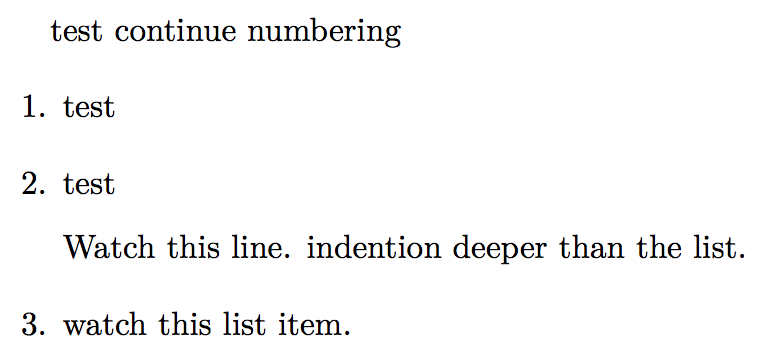 test continue numbering
1. test
2. test
Watch this line. indention deeper than the list.
3. watch this list item.